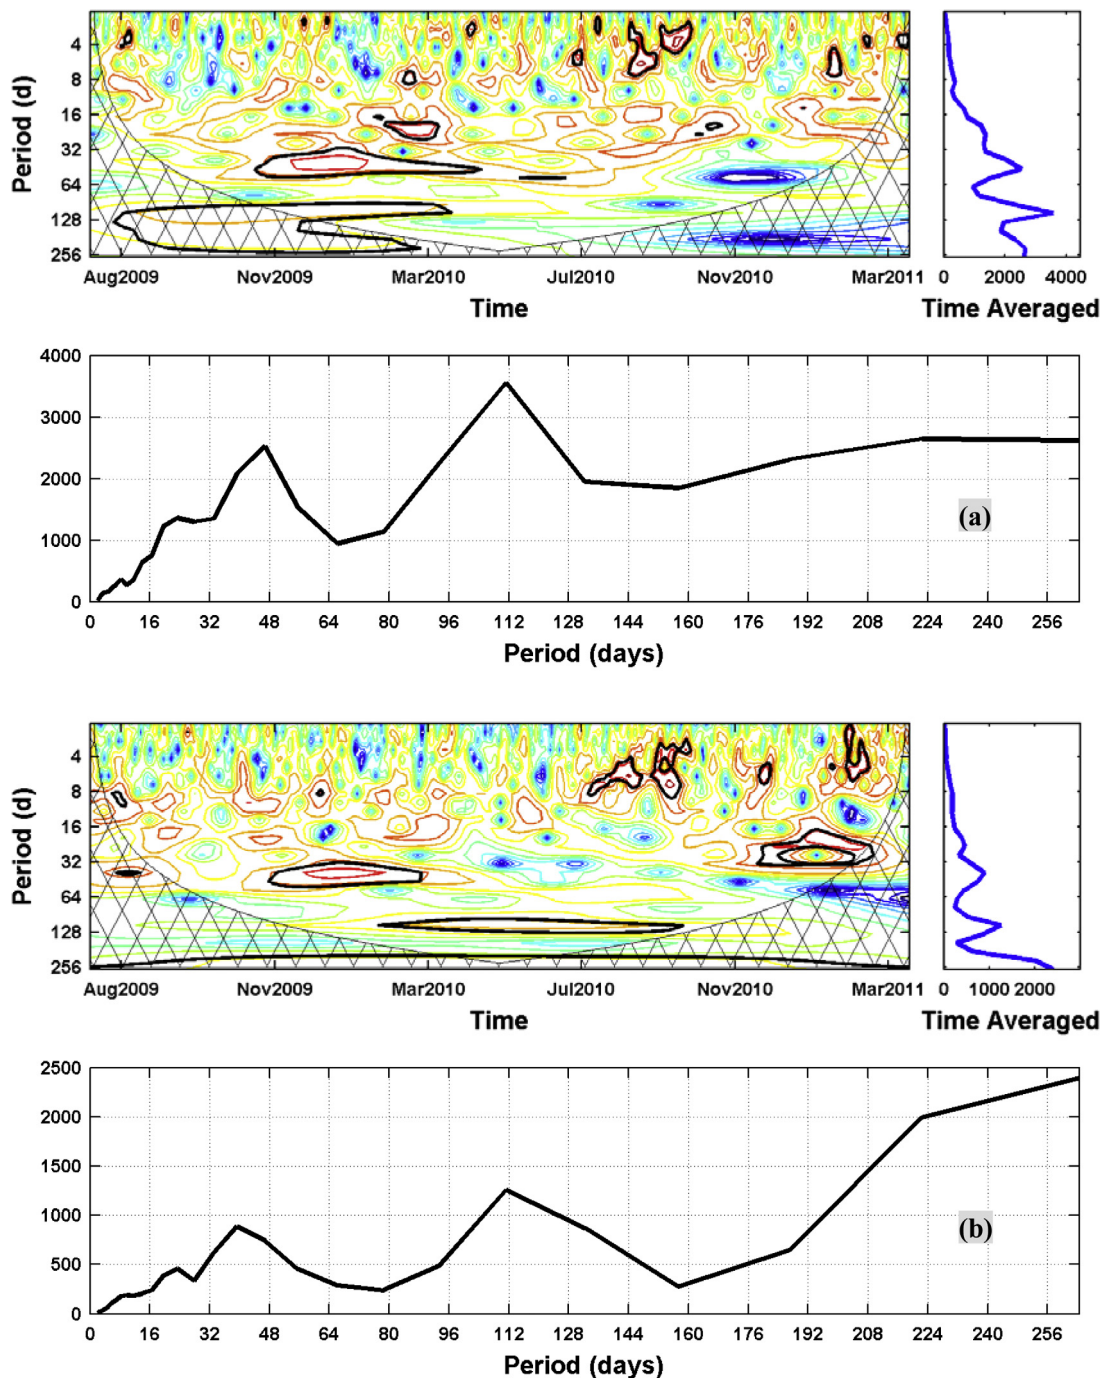 4
8
16
32
64
128
256
Period (d)
Aug2009 Nov2009 Mar2010 Jul2010 Nov2010 Mar2011
Time
0 2000 4000
Time Averaged
4000
3000
2000
1000
0
(a)
0 16 32 48 64 80 96 112 128 144 160 176 192 208 224 240 256
Period (days)
4
8
16
32
64
128
256
Period (d)
Aug2009 Nov2009 Mar2010 Jul2010 Nov2010 Mar2011
Time
0 1000 2000
Time Averaged
2500
2000
1500
1000
500
0
(b)
0 16 32 48 64 80 96 112 128 144 160 176 192 208 224 240 256
Period (days)